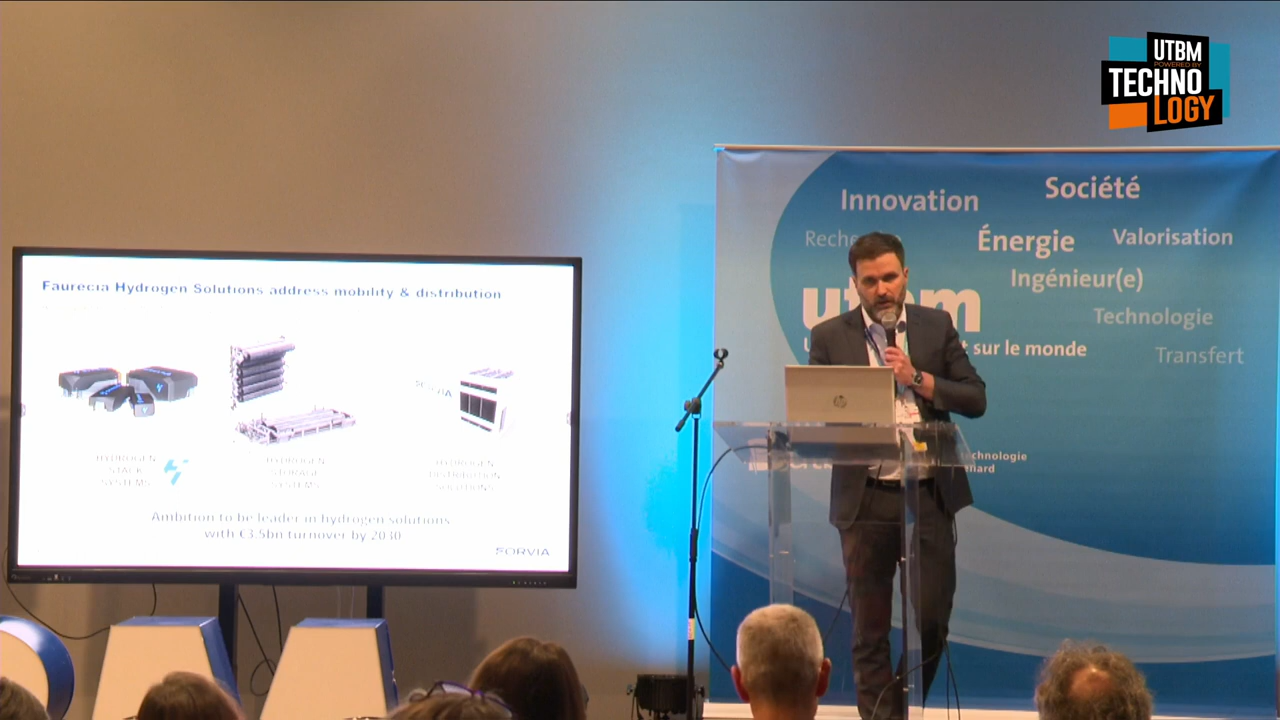 UTBM
POWERED BY
TECHNO
LOGY
Innovation
Société
Énergie
Valorisation
Ingénieur(e)
Technologie
sur le monde
Transfert
Faurecia Hydrogen Solutions address mobility & distribution
HYDROGEN
STACK
SYSTEMS
HYDROGEN
STORAGE
SYSTEMS
HYDROGEN
DISTRIBUTION
SOLUTIONS
Ambition to be leader in hydrogen solutions
with €3.5bn turnover by 2030
FORVIA
hp